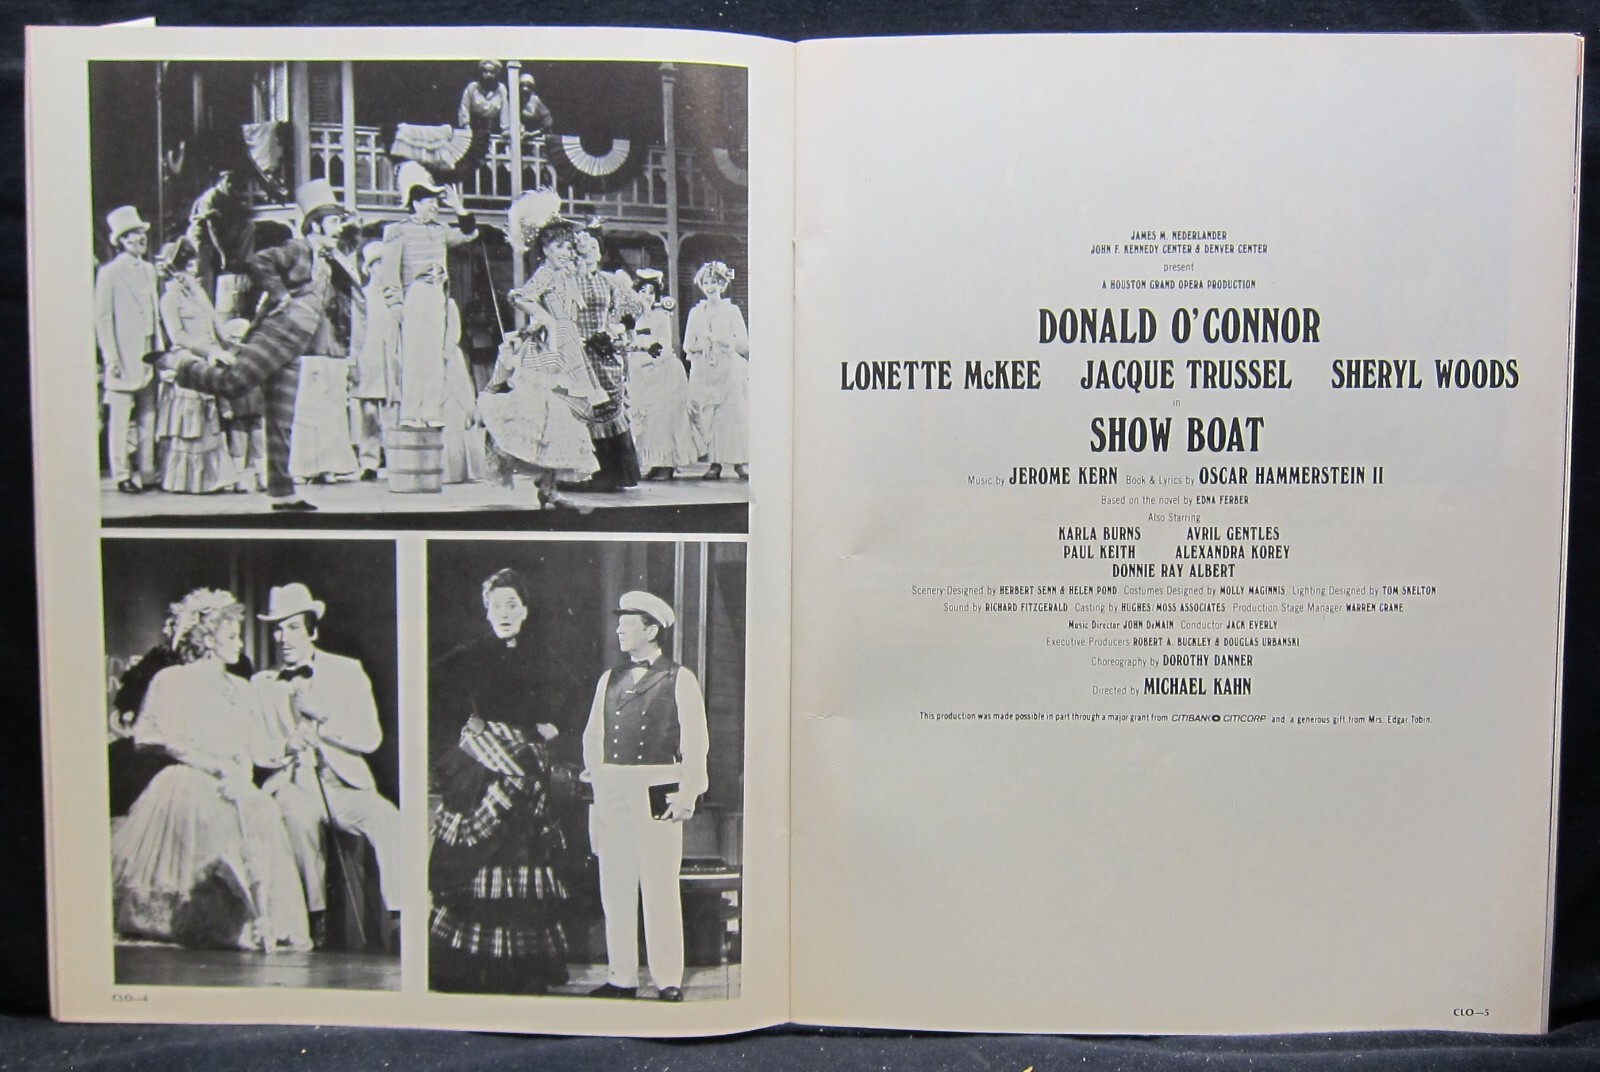 CLO—4
JAMES M. NEDERLANDER
JOHN F. KENNEDY CENTER & DENVER CENTER
present
A HOUSTON GRAND OPERA PRODUCTION
DONALD O'CONNOR
LONETTE McKEE JACQUE TRUSSEL SHERYL WOODS
in
SHOW BOAT
Music by JEROME KERN Book & Lyrics by OSCAR HAMMERSTEIN II
Based on the novel by EDNA FERBER
Also Starring
KARLA BURNS AVRIL GENTLES
PAUL KEITH ALEXANDRA KOREY
DONNIE RAY ALBERT
Scenery Designed by HERBERT SENN & HELEN POND Costumes Designed by MOLLY MAGINNIS Lighting Designed by TOM SKELTON
Sound by RICHARD FITZGERALD Casting by HUGHES/MOSS ASSOCIATES Production Stage Manager WARREN CRANE
Music Director JOHN DeMAIN Conductor JACK EVERLY
Executive Producers ROBERT A. BUCKLEY & DOUGLAS URBANSKI
Choreography by DOROTHY DANNER
Directed by MICHAEL KAHN
This production was made possible in part through a major grant from CITIBANK CITICORP and a generous gift from Mrs. Edgar Tobin.
CLO—5